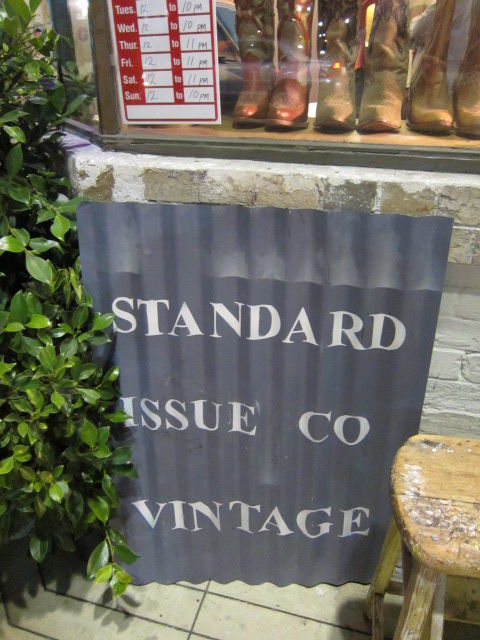 Tues. 12 to 10 PM
Wed. 12 to 10 PM
Thur. 12 to 11 PM
Fri. 12 to 11 PM
Sat. 12 to 11 PM
Sun. 12 to 10 PM
STANDARD
ISSUE CO
VINTAGE